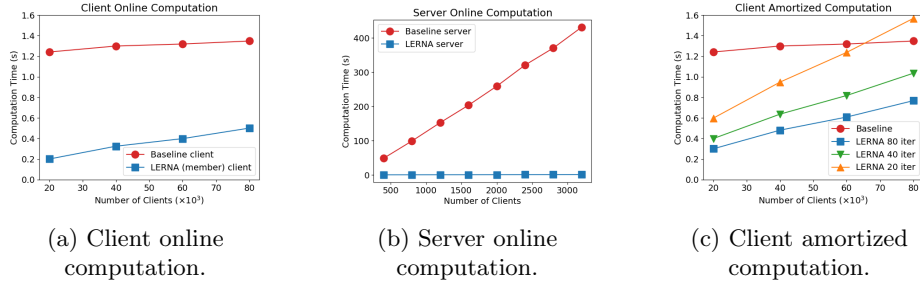 Client Online Computation
1.6
1.4
1.2
1.0
0.8
0.6
0.4
0.2
0.0
Computation Time (s)
Baseline client
LERNA (member) client
20 30 40 50 60 70 80
Number of Clients (×10³)
(a) Client online
computation.
Server Online Computation
400
300
200
100
0
Computation Time (s)
Baseline server
LERNA server
500 1000 1500 2000 2500 3000
Number of Clients
(b) Server online
computation.
Client Amortized Computation
1.6
1.4
1.2
1.0
0.8
0.6
0.4
0.2
0.0
Computation Time (s)
Baseline
LERNA 80 iter
LERNA 40 iter
LERNA 20 iter
20 30 40 50 60 70 80
Number of Clients (×10³)
(c) Client amortized
computation.